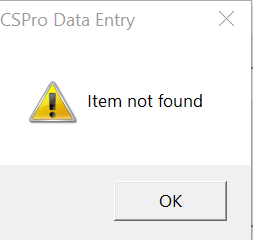 CSPro Data Entry
Item not found
OK